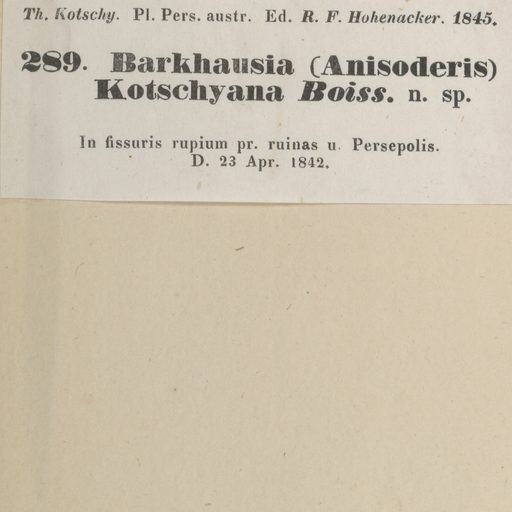 Th. Kotschy. Pl. Pers. austr. Ed. R. F. Hohenacker. 1845.
289. Barkhausia (Anisoderis)
Kotschyana Boiss. n. sp.
In fissuris rupium pr. ruinas u. Persepolis.
D. 23 Apr. 1842.